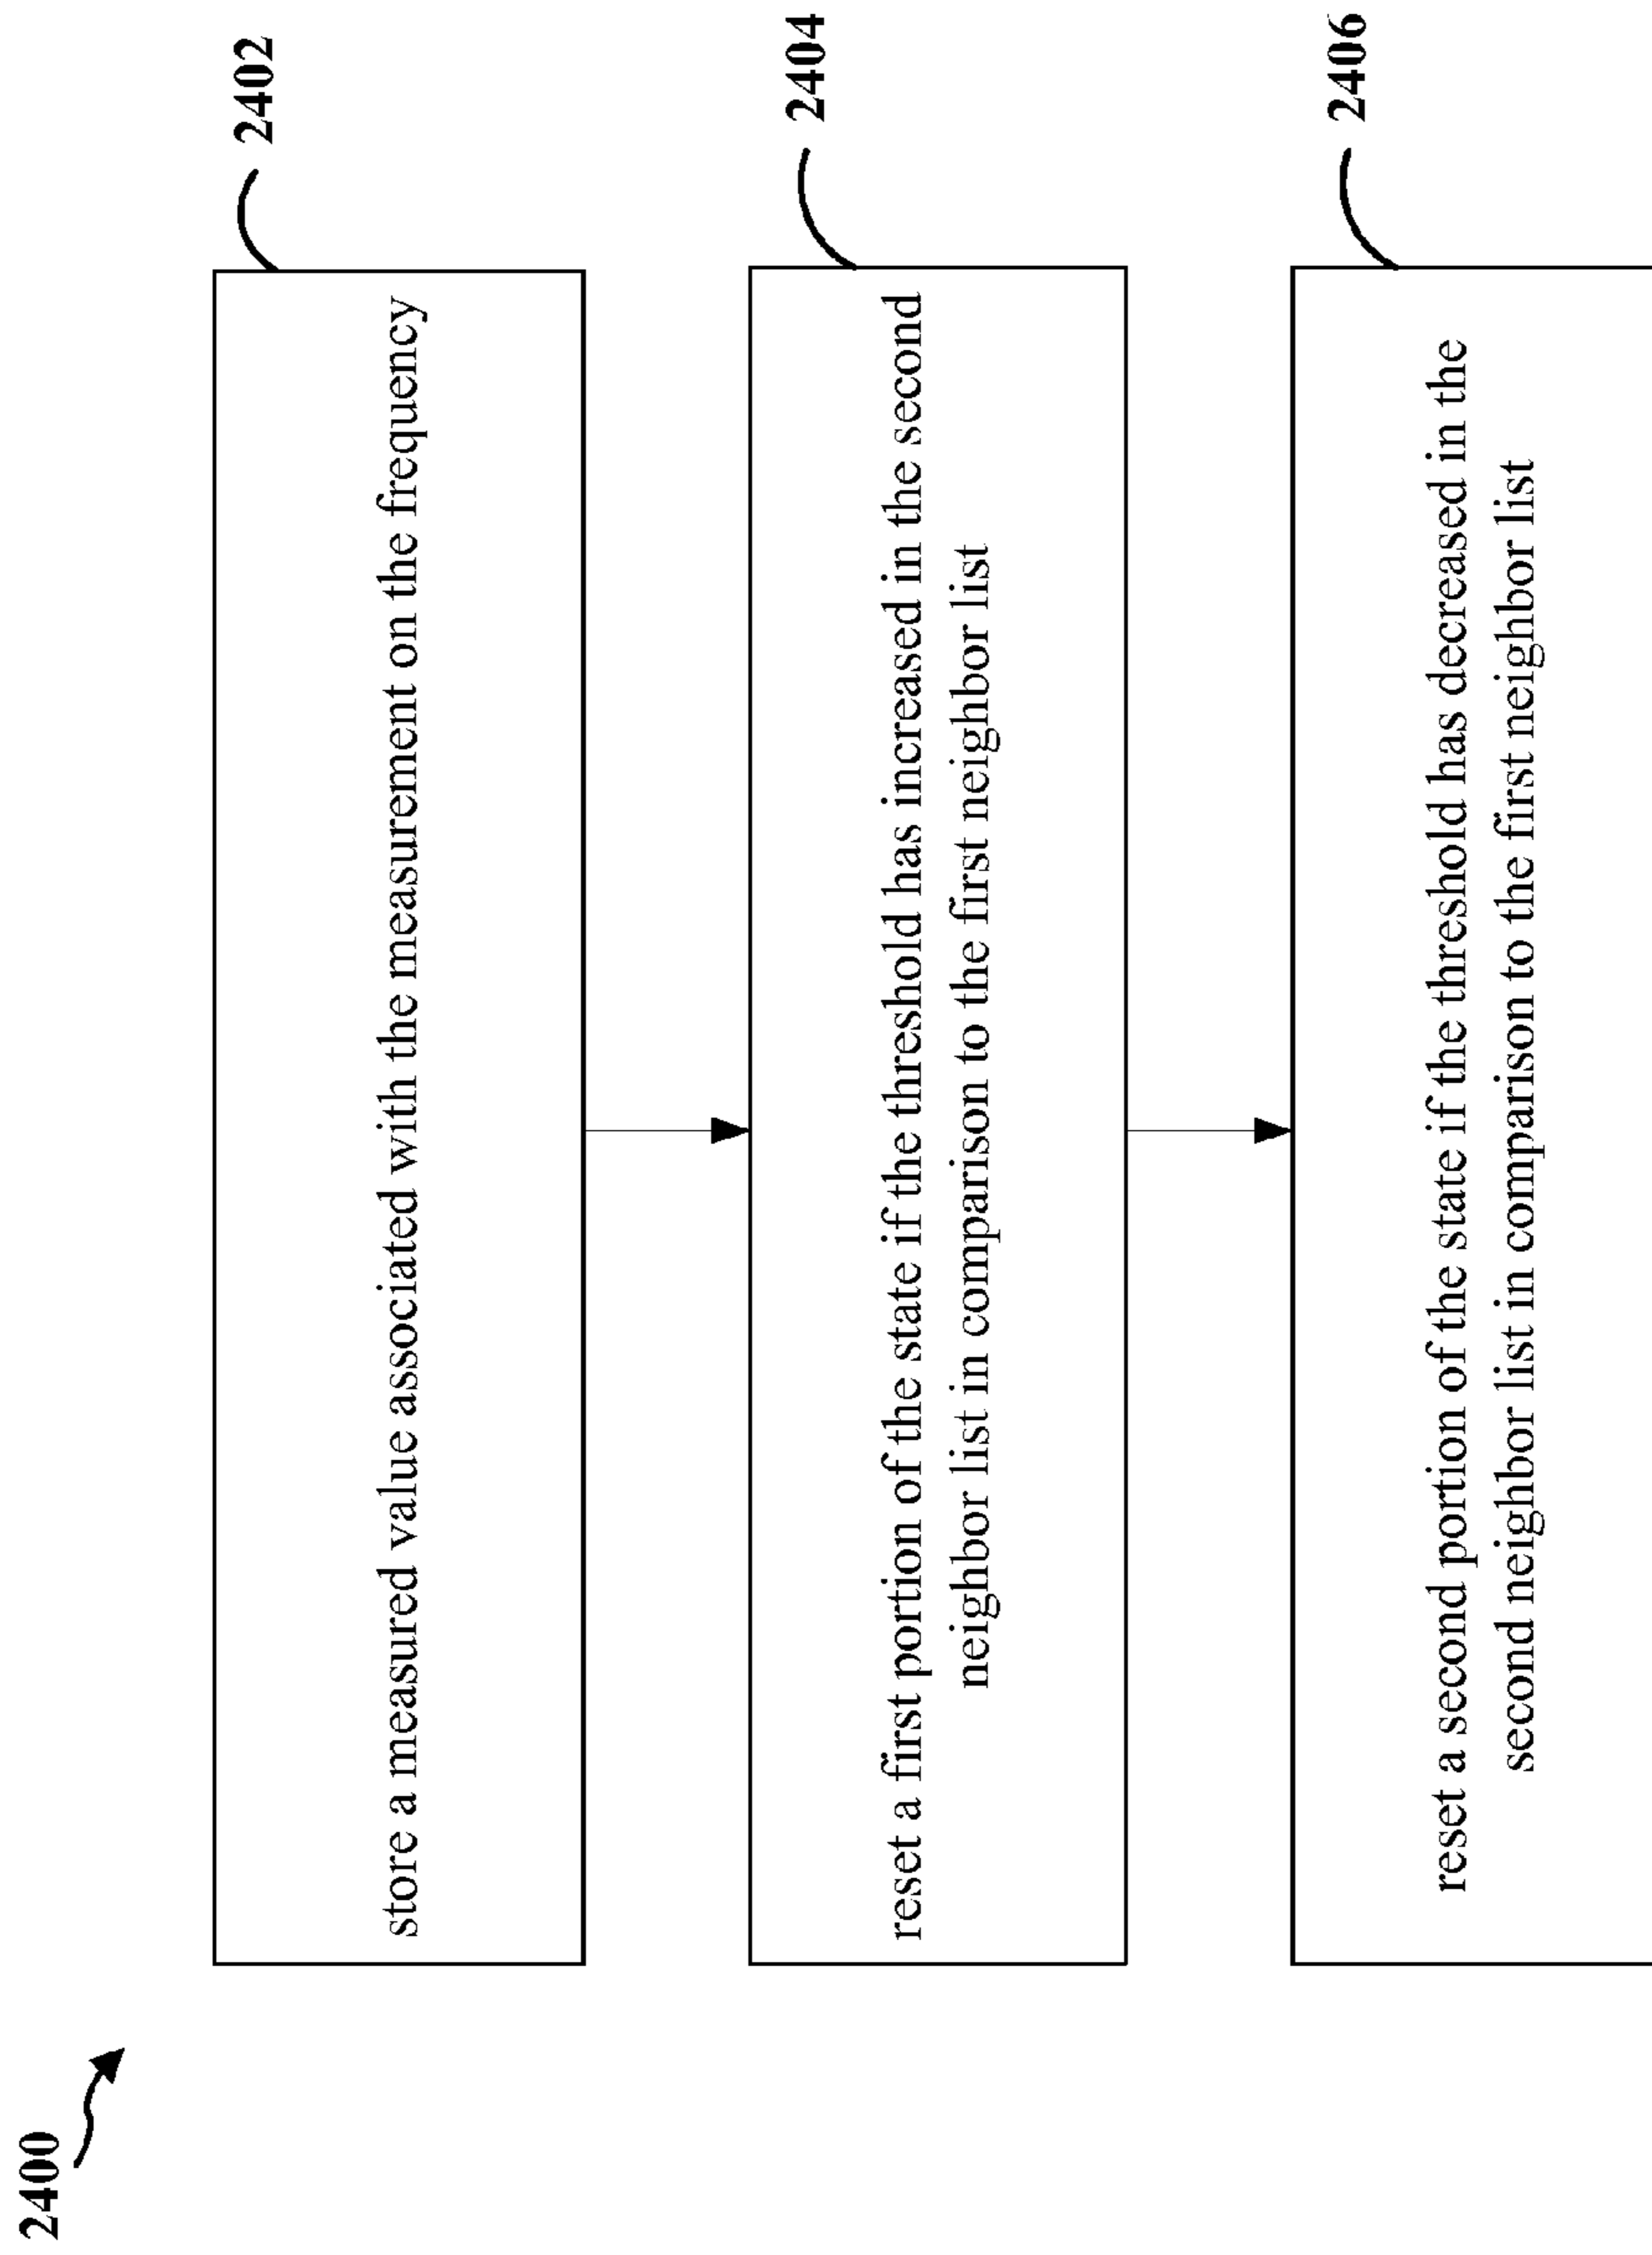 2400
2402
store a measured value associated with the measurement on the frequency
2404
reset a first portion of the state if the threshold has increased in the second
neighbor list in comparison to the first neighbor list
2406
reset a second portion of the state if the threshold has decreased in the
second neighbor list in comparison to the first neighbor list